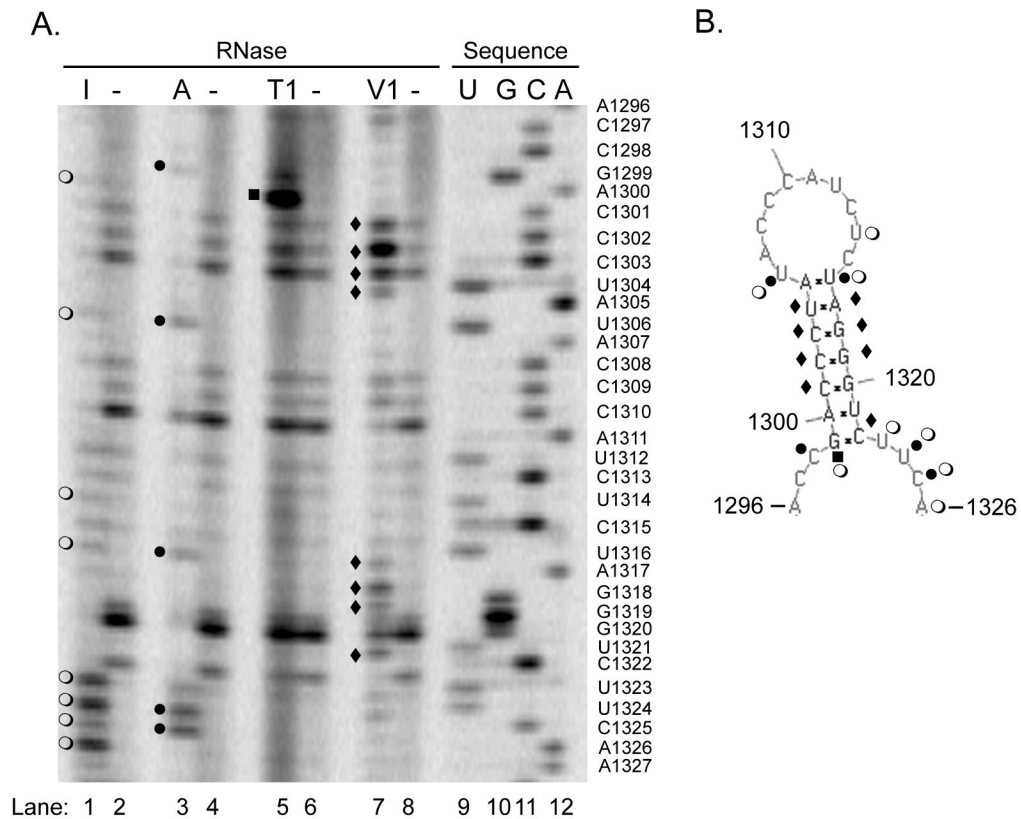 A.
B.
RNase
Sequence
I - A - T1 - V1 - U G C A
A1296
C1297
C1298
G1299
A1300
C1301
C1302
C1303
U1304
A1305
U1306
A1307
C1308
C1309
C1310
A1311
U1312
C1313
U1314
C1315
U1316
A1317
G1318
G1319
G1320
U1321
C1322
U1323
U1324
C1325
A1326
A1327
Lane: 1 2 3 4 5 6 7 8 9 10 11 12
1310
C C A U C U C U A G G G U C U U C A
C C A U A U C C C A G C C A
1320
1300
1296
1326